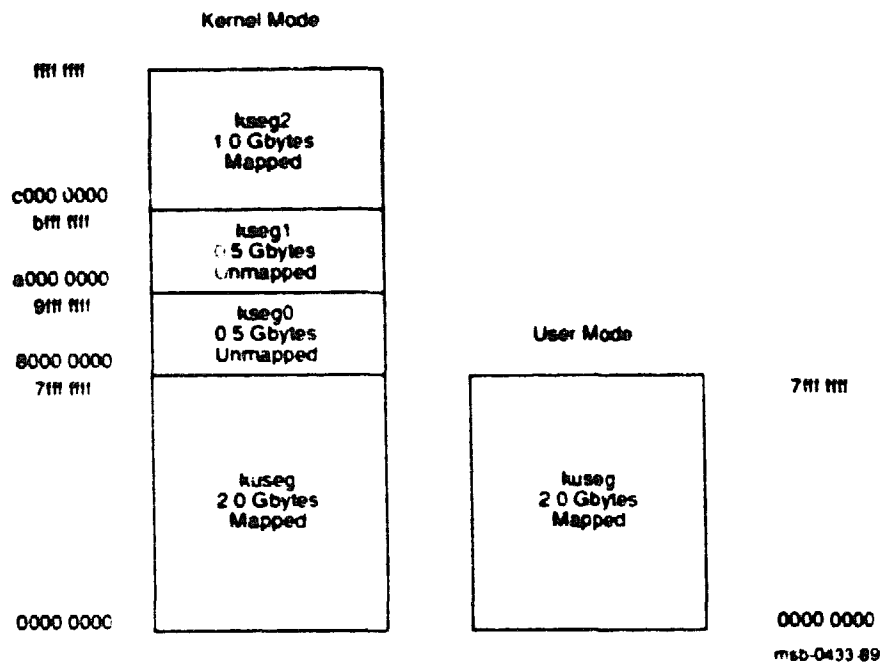 Kernel Mode
ffff ffff
kseg2
1.0 Gbytes
Mapped
c000 0000
bfff ffff
kseg1
0.5 Gbytes
Unmapped
a000 0000
9fff ffff
kseg0
0.5 Gbytes
Unmapped
8000 0000
7fff ffff
kuseg
2.0 Gbytes
Mapped
0000 0000
User Mode
7fff ffff
kuseg
2.0 Gbytes
Mapped
0000 0000
msb-0433-89